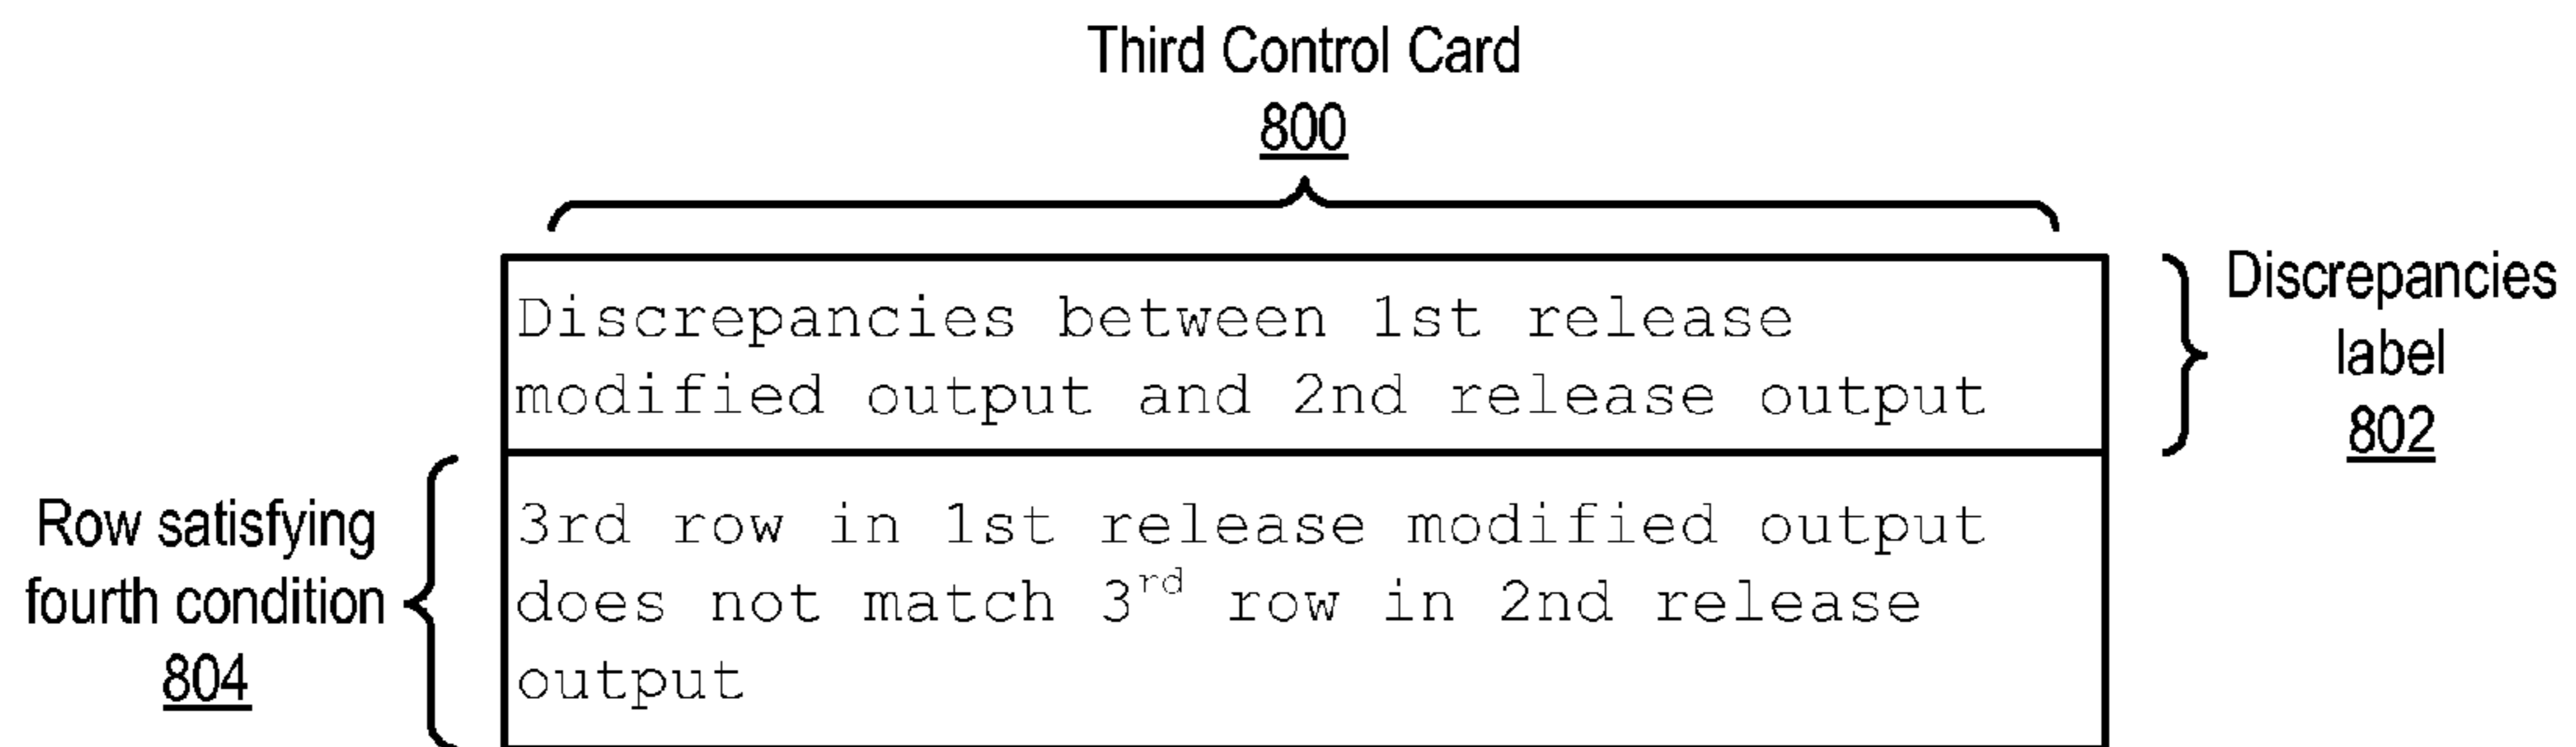 Third Control Card
800
Discrepancies between 1st release
modified output and 2nd release output
Discrepancies
label
802
Row satisfying
fourth condition
804
3rd row in 1st release modified output
does not match 3rd row in 2nd release
output